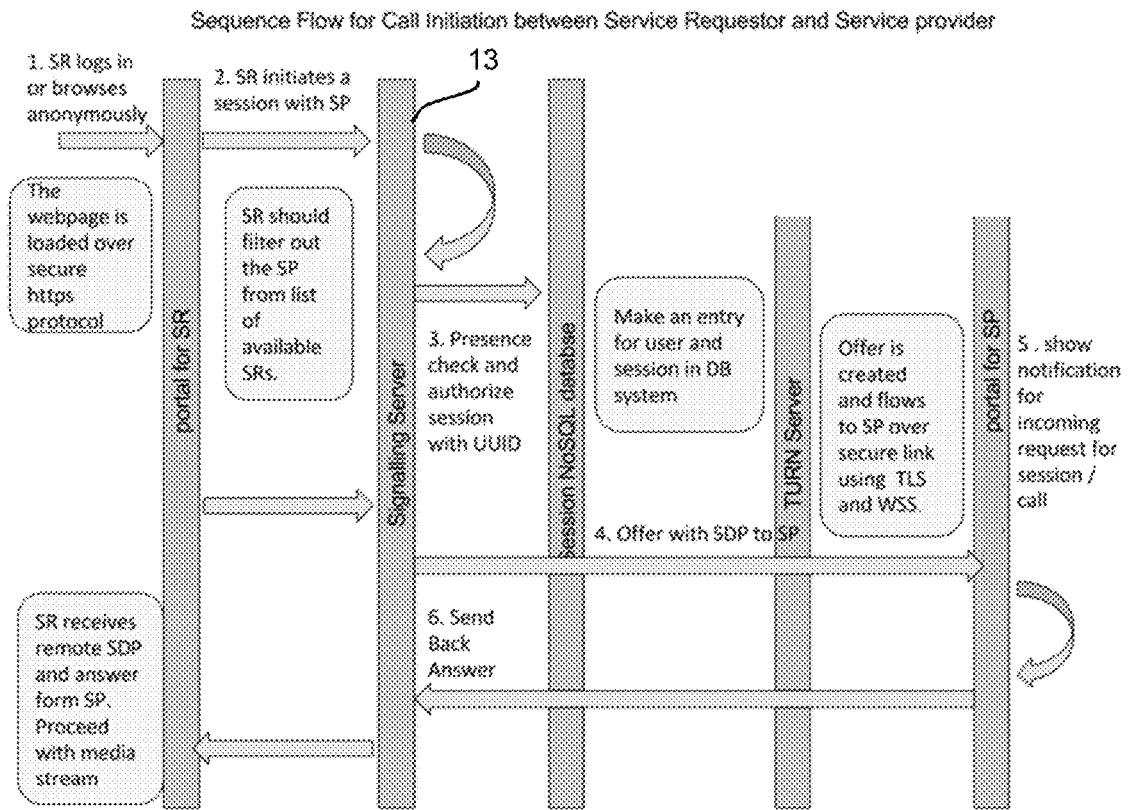 Sequence Flow for Call Initiation between Service Requestor and Service provider
13
1. SR logs in
or browses
anonymously
2. SR initiates a
session with SP
The
webpage is
loaded over
secure
https
protocol
portal for SR
SR should
filter out
the SP
from list
of
available
SRs.
Signalling Server
3. Presence
check and
authorize
session
with UUID
Session NoSQL databse
Make an entry
for user and
session in DB
system
TURN Server
Offer is
created
and flows
to SP over
secure link
using TLS
and WSS.
portal for SP
5 . show
notification
for
incoming
request for
session /
call
4. Offer with SDP to SP
SR receives
remote SDP
and answer
form SP.
Proceed
with media
stream
6. Send
Back
Answer